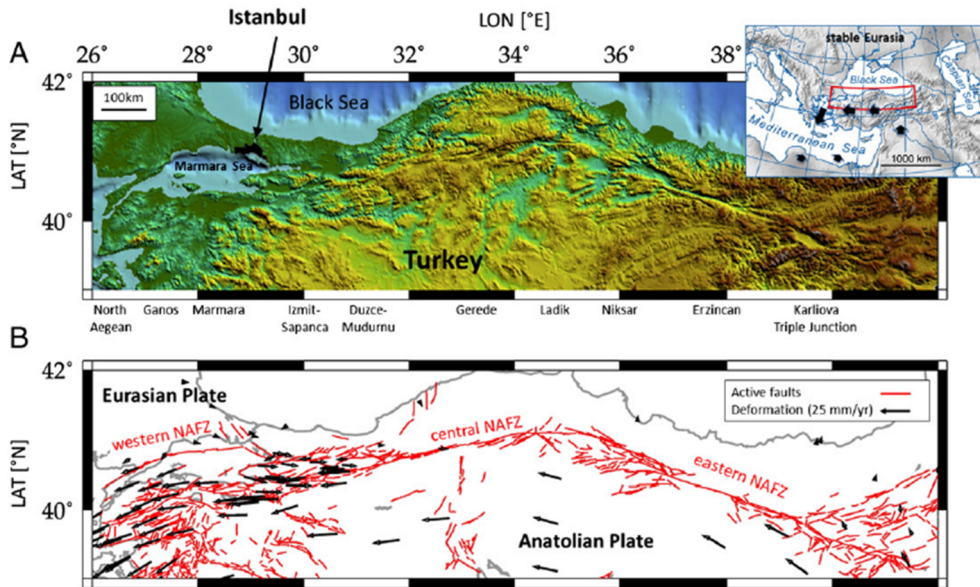 Istanbul
LON [°E]
A
26°
28°
30°
32°
34°
36°
38°
42°
40°
LAT [°N]
100km
Black Sea
Marmara Sea
Turkey
stable Eurasia
Black Sea
Caspian Sea
Mediterranean Sea
1000 km
North Aegean
Ganos
Marmara
Izmit-Sapanca
Duzce-Mudurnu
Gerede
Ladik
Niksar
Erzincan
Karliova Triple Junction
B
42°
40°
LAT [°N]
Eurasian Plate
western NAFZ
central NAFZ
eastern NAFZ
Active faults
Deformation (25 mm/yr)
Anatolian Plate